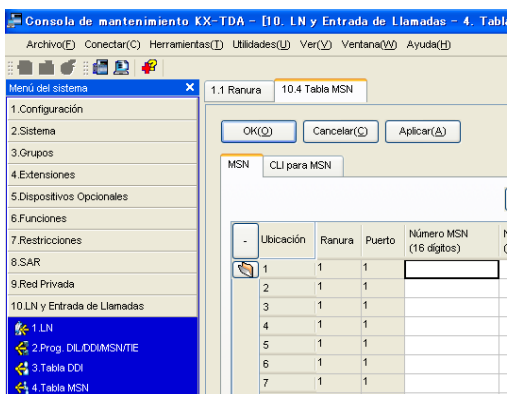 Consola de mantenimiento KX-TDA - [10. LN y Entrada de Llamadas - 4. Tabl
Archivo(F) Conectar(C) Herramientas(T) Utilidades(U) Ver(V) Ventana(W) Ayuda(H)
Menú del sistema X
1.1 Ranura 10.4 Tabla MSN
1.Configuración
2.Sistema
3.Grupos
4.Extensiones
5.Dispositivos Opcionales
6.Funciones
7.Restricciones
8.SAR
9.Red Privada
10.LN y Entrada de Llamadas
1.LN
2.Prog. DIL/DDI/MSN/TIE
3.Tabla DDI
4.Tabla MSN
OK(O) Cancelar(C) Aplicar(A)
MSN CLI para MSN
- Ubicación Ranura Puerto Número MSN
(16 dígitos)
1 1 1
2 1 1
3 1 1
4 1 1
5 1 1
6 1 1
7 1 1